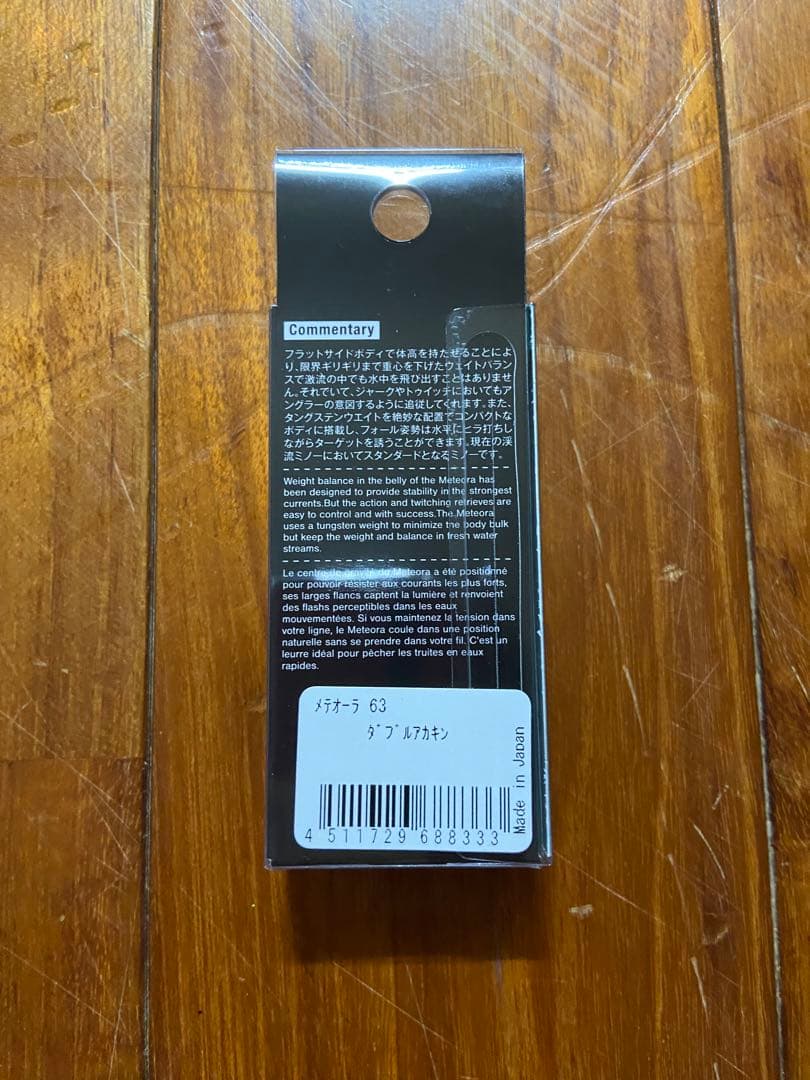 Commentary
フラットサイドボディで体高を持たせることによ
り、限界ギリギリまで重心を下げたウェイトバランス
で激流の中でも水中を飛び出すことはありませ
ん。それでいて、ジャークやトゥイッチにおいてもア
ングラーの意図するように追従してくれます。また、
タングステンウエイトを絶妙な配置でコンパクトな
ボディに搭載し、フォール姿勢は水平にヒラ打ちし
ながらターゲットを誘うことができます。現在の渓
流ミノーにおいてスタンダードとなるミノーです。
Weight balance in the belly of the Meteora has
been designed to provide stability in the strongest
currents.But the action and twitching retrieves are
easy to control and with success.The Meteora
uses a tungsten weight to minimize the body bulk
but keep the weight and balance in fresh water
streams.
Le centre de gravité du Meteora a été positionné
pour pouvoir résister aux courants les plus forts,
ses larges flancs captent la lumière et renvoient
des flashs perceptibles dans les eaux
mouvementées. Si vous maintenez la tension dans
votre ligne, le Meteora coule dans une position
naturelle sans se prendre dans votre fil. C'est un
leurre idéal pour pêcher les truites en eaux
rapides.
ﾒﾃｵｰﾗ 63
ﾀﾞﾌﾞﾙｱｶｷﾝ
Made in Japan
4 511729 688333